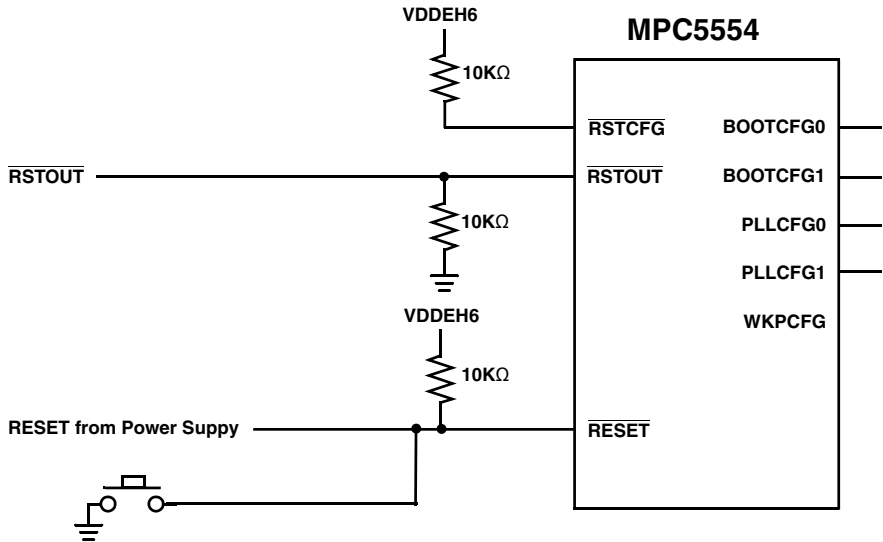 VDDEH6
MPC5554
10KΩ
RSTCFG BOOTCFG0
RSTOUT RSTOUT BOOTCFG1
10KΩ PLLCFG0
PLLCFG1
VDDEH6 WKPCFG
10KΩ
RESET from Power Suppy RESET